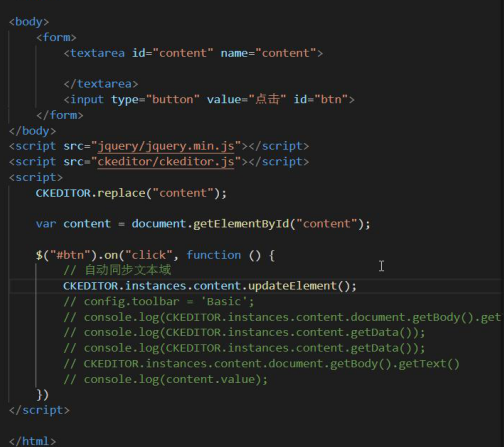 <body>
<form>
<textarea id="content" name="content">
</textarea>
<input type="button" value="点击" id="btn">
</form>
</body>
<script src="jquery/jquery.min.js"></script>
<script src="ckeditor/ckeditor.js"></script>
<script>
CKEDITOR.replace("content");
var content = document.getElementById("content");
$("#btn").on("click", function () {
// 自动同步文本域
CKEDITOR.instances.content.updateElement();
// config.toolbar = 'Basic';
// console.log(CKEDITOR.instances.content.document.getBody().get
// console.log(CKEDITOR.instances.content.getData());
// console.log(CKEDITOR.instances.content.getData());
// CKEDITOR.instances.content.document.getBody().getText()
// console.log(content.value);
})
</script>
</html>